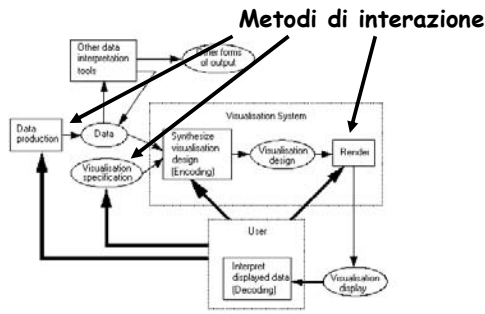 Metodi di interazione
Other data
interpretation
tools
Other forms
of output
Visualisation System
Data
production
Data
Synthesize
visualisation
design
(Encoding)
Visualisation
design
Render
Visualisation
specification
User
Interpret
displayed data
(Decoding)
Visualisation
display